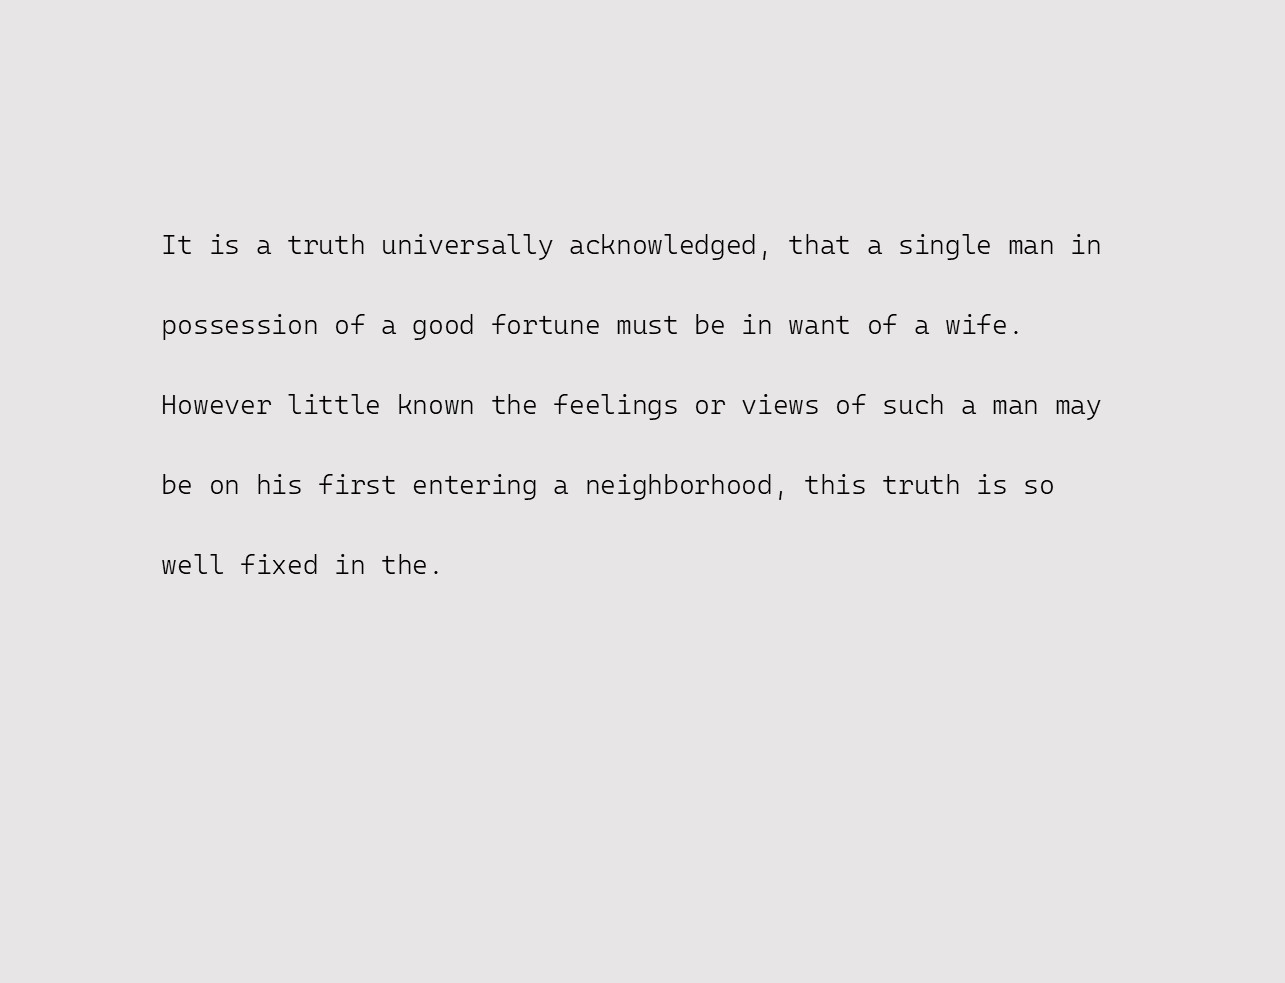 It is a truth universally acknowledged, that a single man in
possession of a good fortune must be in want of a wife.
However little known the feelings or views of such a man may
be on his first entering a neighborhood, this truth is so
well fixed in the.